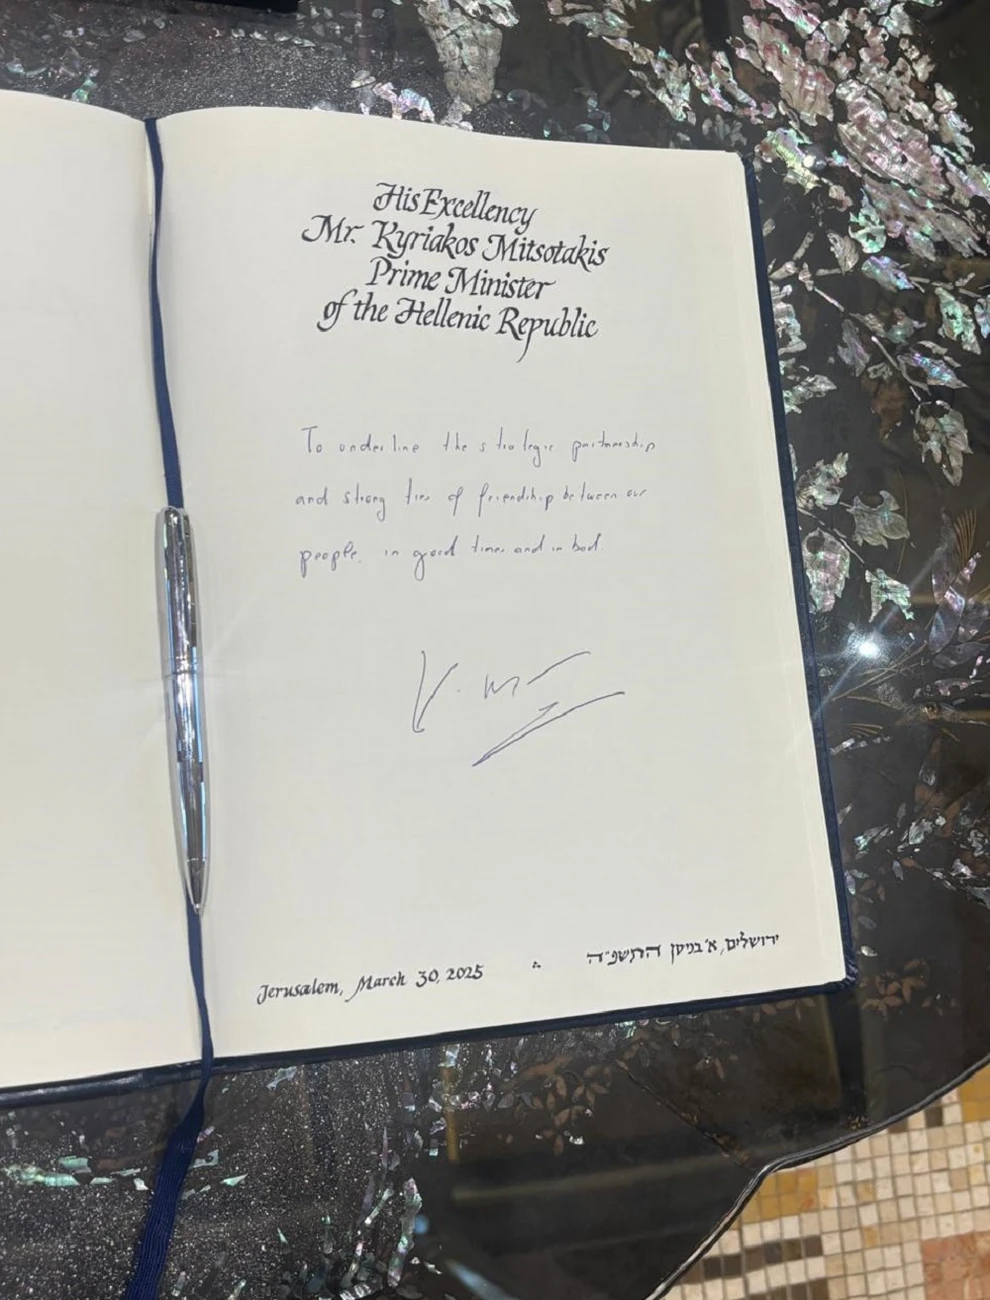 His Excellency
Mr. Kyriakos Mitsotakis
Prime Minister
of the Hellenic Republic
To underline the strategic partnership
and strong ties of friendship between our
people. in good times and in bad.
K. M
Jerusalem, March 30, 2025
ירושלים, א׳ בניסן התשפ״ה